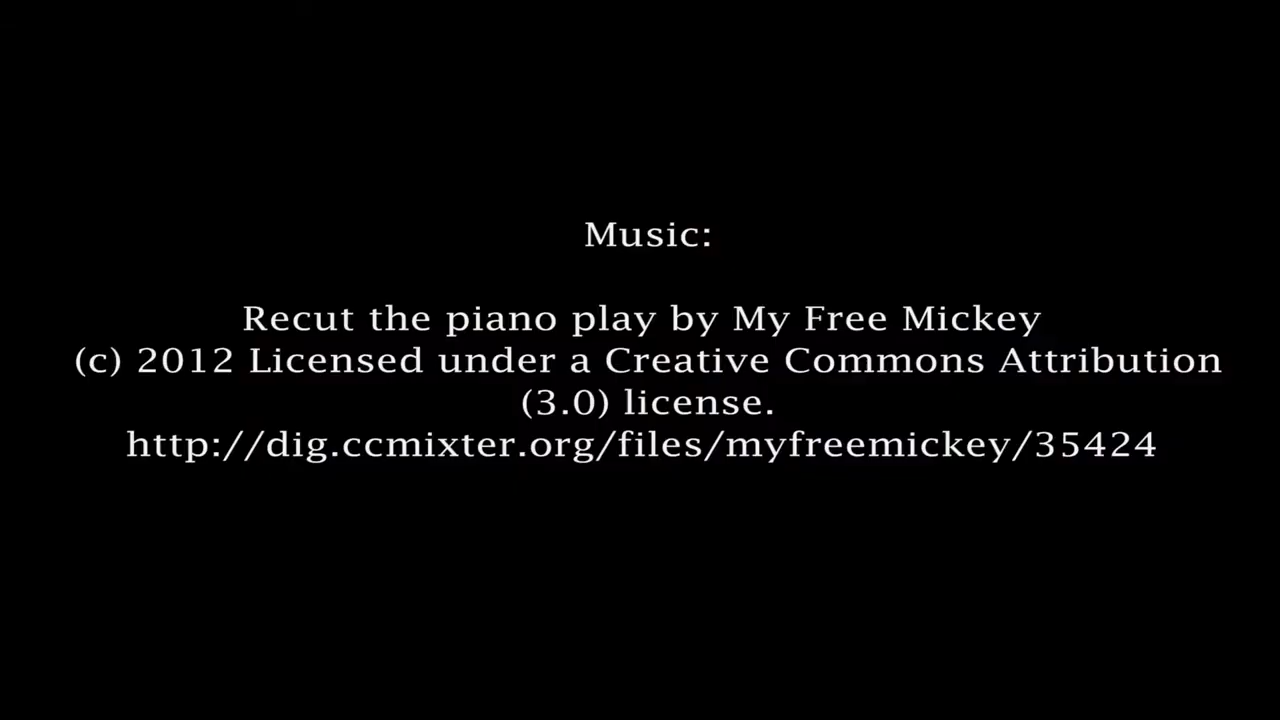 Music:
Recut the piano play by My Free Mickey
(c) 2012 Licensed under a Creative Commons Attribution
(3.0) license.
http://dig.ccmixter.org/files/myfreemickey/35424